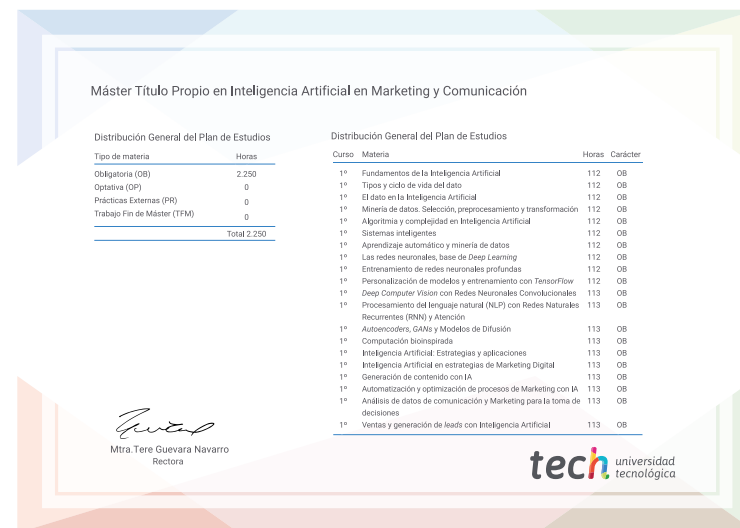 Máster Título Propio en Inteligencia Artificial en Marketing y Comunicación
Distribución General del Plan de Estudios
Tipo de materia Horas
Obligatoria (OB) 2.250
Optativa (OP) 0
Prácticas Externas (PR) 0
Trabajo Fin de Máster (TFM) 0
Total 2.250
Distribución General del Plan de Estudios
Curso Materia Horas Carácter
1º Fundamentos de la Inteligencia Artificial 112 OB
1º Tipos y ciclo de vida del dato 112 OB
1º El dato en la Inteligencia Artificial 112 OB
1º Minería de datos. Selección, preprocesamiento y transformación 112 OB
1º Algoritmia y complejidad en Inteligencia Artificial 112 OB
1º Sistemas inteligentes 112 OB
1º Aprendizaje automático y minería de datos 112 OB
1º Las redes neuronales, base de Deep Learning 112 OB
1º Entrenamiento de redes neuronales profundas 112 OB
1º Personalización de modelos y entrenamiento con TensorFlow 112 OB
1º Deep Computer Vision con Redes Neuronales Convolucionales 113 OB
1º Procesamiento del lenguaje natural (NLP) con Redes Naturales 113 OB
Recurrentes (RNN) y Atención
1º Autoencoders, GANs y Modelos de Difusión 113 OB
1º Computación bioinspirada 113 OB
1º Inteligencia Artificial: Estrategias y aplicaciones 113 OB
1º Inteligencia Artificial en estrategias de Marketing Digital 113 OB
1º Generación de contenido con IA 113 OB
1º Automatización y optimización de procesos de Marketing con IA 113 OB
1º Análisis de datos de comunicación y Marketing para la toma de 113 OB
decisiones
1º Ventas y generación de leads con Inteligencia Artificial 113 OB
Mtra.Tere Guevara Navarro
Rectora
tech universidad
tecnológica